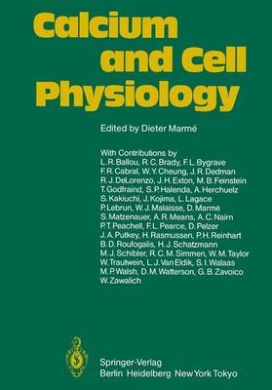 Calcium
and Cell
Physiology
Edited by Dieter Marmé
With Contributions by
L. R. Ballou, R. C. Brady, F. L. Bygrave
F. R. Cabral, W. Y. Cheung, J. R. Dedman
R. J. DeLorenzo, J. H. Exton, M. B. Feinstein
T. Godfraind, S. P. Halenda, A. Herchuelz
S. Kakiuchi, J. Kojima, L. Lagace
P. Lebrun, W. J. Malaisse, D. Marmé
S. Matzenauer, A. R. Means, A. C. Nairn
P. T. Peachell, F. L. Pearce, D. Pelzer
J. A. Putkey, H. Rasmussen, P. H. Reinhart
B. D. Roufogalis, H. J. Schatzmann
M. J. Schibler, R. C. M. Simmen, W. M. Taylor
W. Trautwein, L. J. Van Eldik, S. I. Walaas
M. P. Walsh, D. M. Watterson, G. B. Zavoico
W. Zawalich
Springer-Verlag
Berlin Heidelberg New York Tokyo